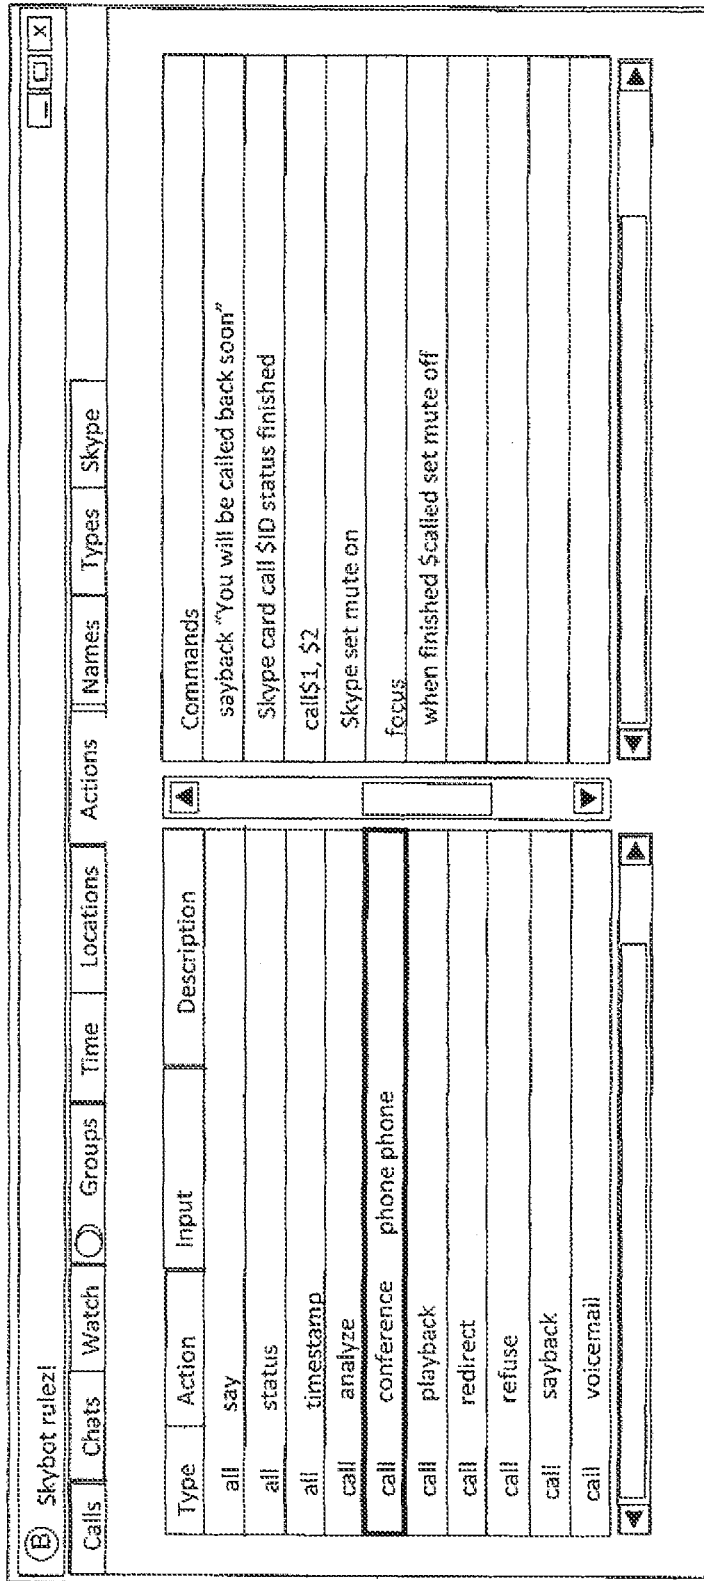 B Skybot rulez!
Calls Chats Watch Groups Time Locations Actions Names Types Skype
Type Action Input Description
all say
all status
all timestamp
call analyze
call conference phone phone
call playback
call redirect
call refuse
call sayback
call voicemail
Commands
sayback "You will be called back soon"
Skype card call $ID status finished
call$1, $2
Skype set mute on
focus
when finished $called set mute off